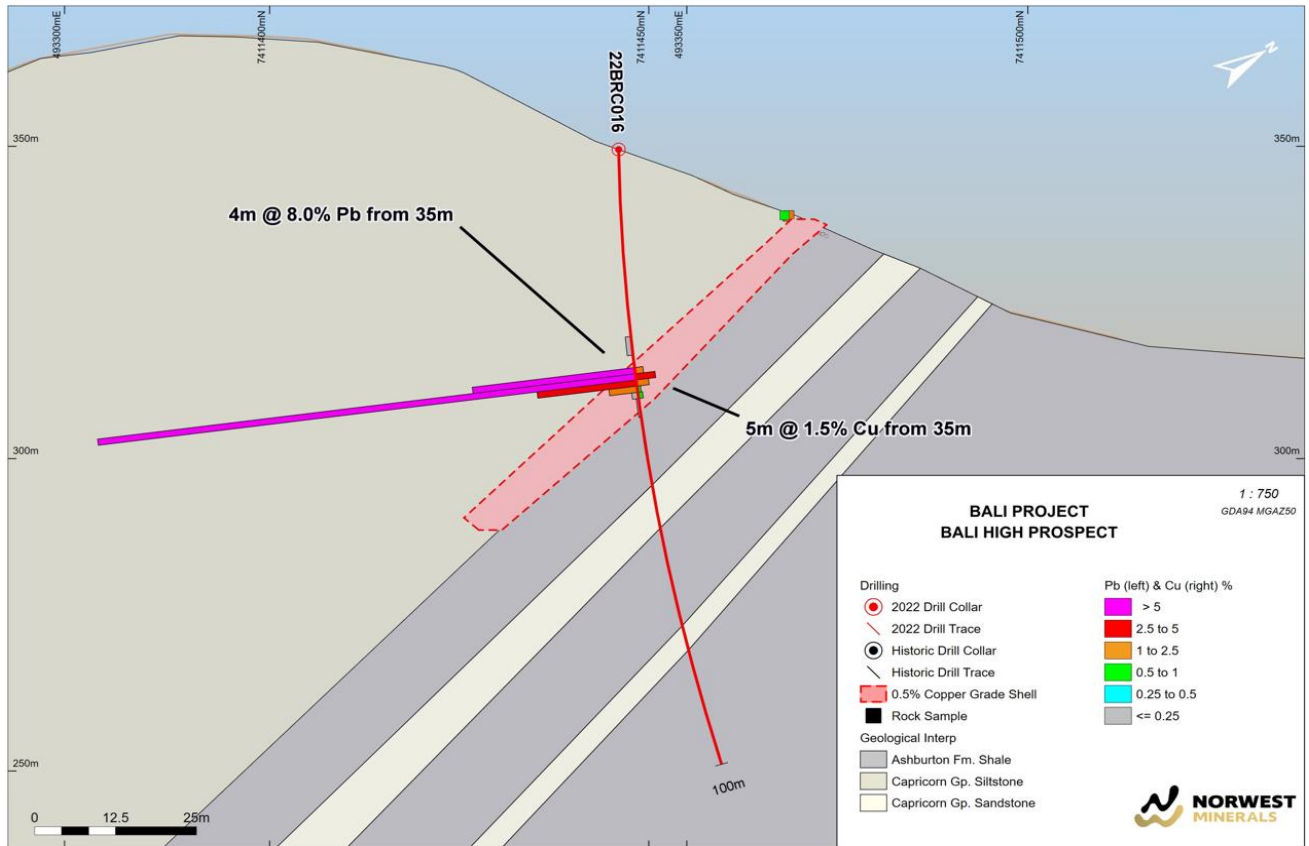 493300mE
7411400mN
7411450mN
493350mE
7411500mN
N
22BRC016
350m
350m
4m @ 8.0% Pb from 35m
5m @ 1.5% Cu from 35m
300m
300m
250m
100m
0 12.5 25m
BALI PROJECT
BALI HIGH PROSPECT
1 : 750
GDA94 MGAZ50
Drilling
2022 Drill Collar
2022 Drill Trace
Historic Drill Collar
Historic Drill Trace
0.5% Copper Grade Shell
Rock Sample
Geological Interp
Ashburton Fm. Shale
Capricorn Gp. Siltstone
Capricorn Gp. Sandstone
Pb (left) & Cu (right) %
> 5
2.5 to 5
1 to 2.5
0.5 to 1
0.25 to 0.5
<= 0.25
NORWEST
MINERALS